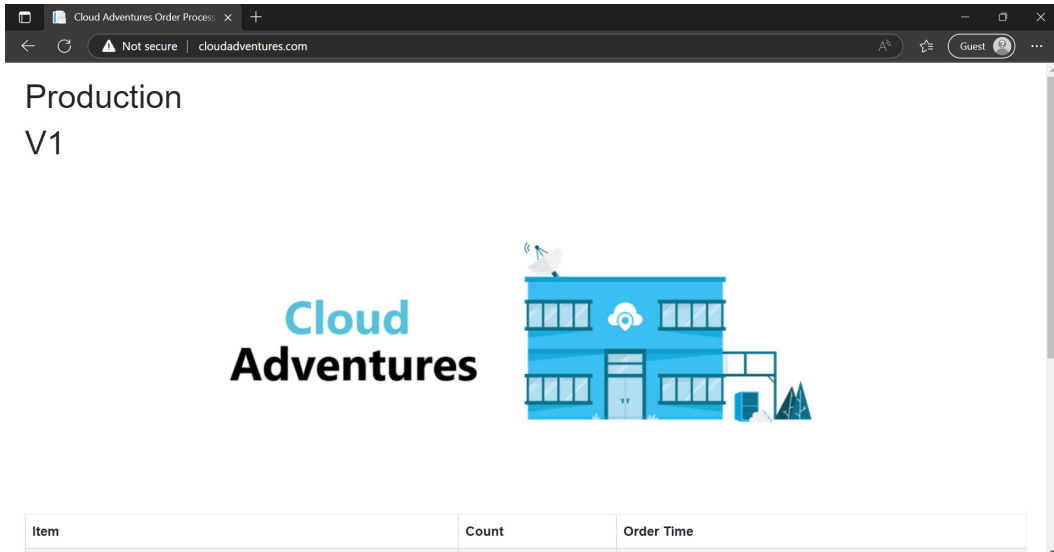 Cloud Adventures Order Process
Not secure | cloudadventures.com
Guest
Production
V1
Cloud
Adventures
Item Count Order Time